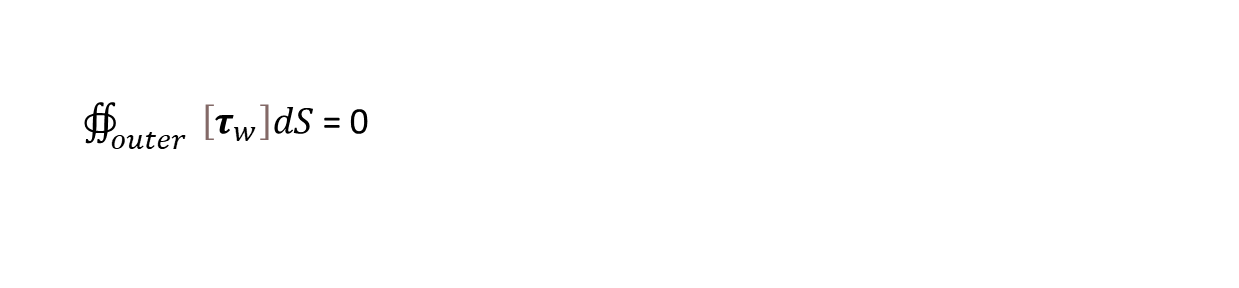 ∯outer [τw]dS = 0